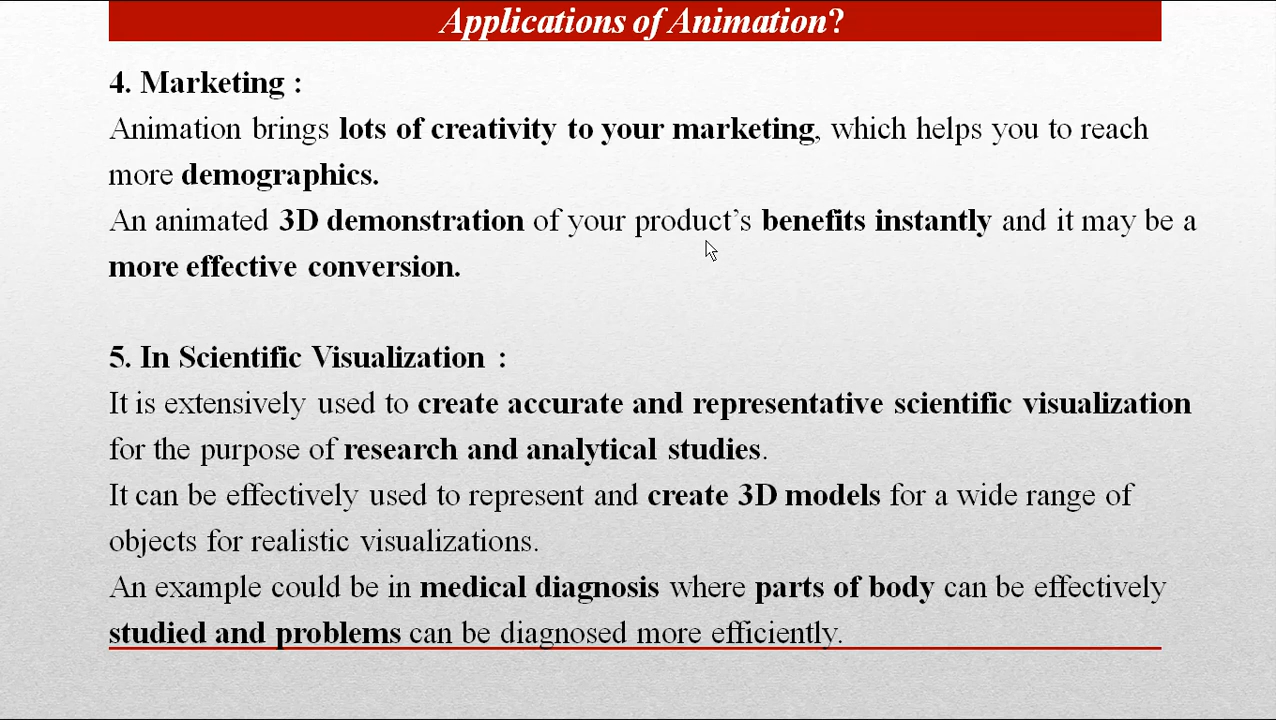 Applications of Animation?
4. Marketing :
Animation brings lots of creativity to your marketing, which helps you to reach
more demographics.
An animated 3D demonstration of your product’s benefits instantly and it may be a
more effective conversion.
5. In Scientific Visualization :
It is extensively used to create accurate and representative scientific visualization
for the purpose of research and analytical studies.
It can be effectively used to represent and create 3D models for a wide range of
objects for realistic visualizations.
An example could be in medical diagnosis where parts of body can be effectively
studied and problems can be diagnosed more efficiently.